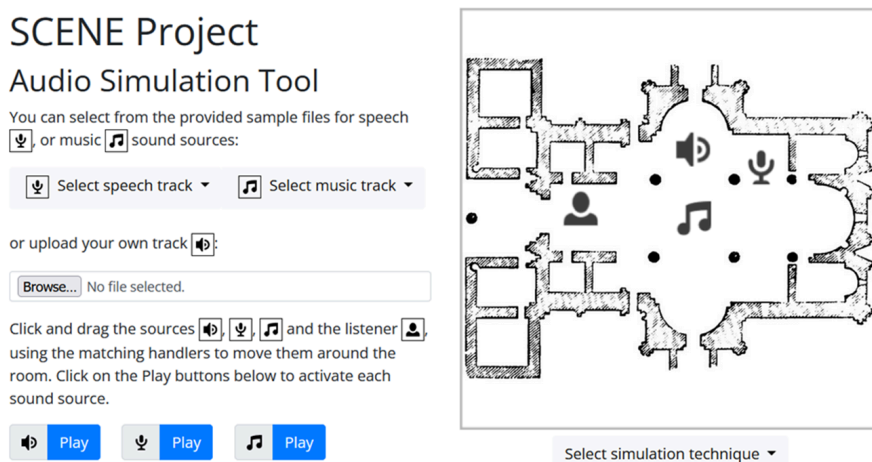 SCENE Project
Audio Simulation Tool
You can select from the provided sample files for speech
, or music sound sources:
Select speech track
Select music track
or upload your own track :
Browse... No file selected.
Click and drag the sources , , and the listener ,
using the matching handlers to move them around the
room. Click on the Play buttons below to activate each
sound source.
Play
Play
Play
Select simulation technique